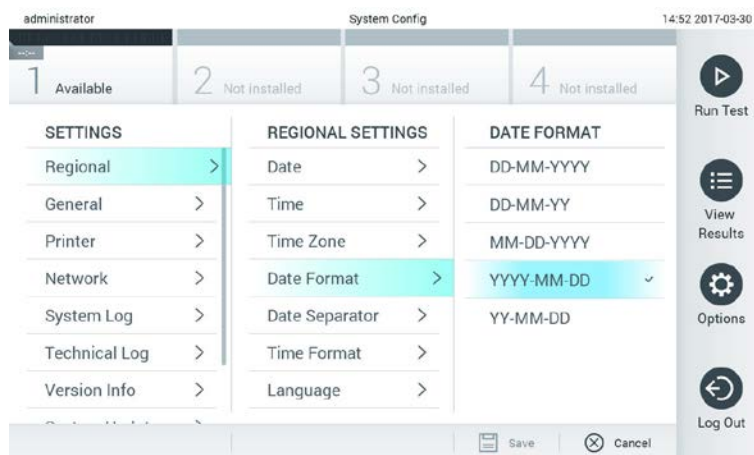 administrator
System Config
14:52 2017-03-30
--:--
1 Available
2 Not installed
3 Not installed
4 Not installed
SETTINGS
Regional
General
Printer
Network
System Log
Technical Log
Version Info
REGIONAL SETTINGS
Date
Time
Time Zone
Date Format
Date Separator
Time Format
Language
DATE FORMAT
DD-MM-YYYY
DD-MM-YY
MM-DD-YYYY
YYYY-MM-DD
YY-MM-DD
Run Test
View
Results
Options
Log Out
Save
Cancel